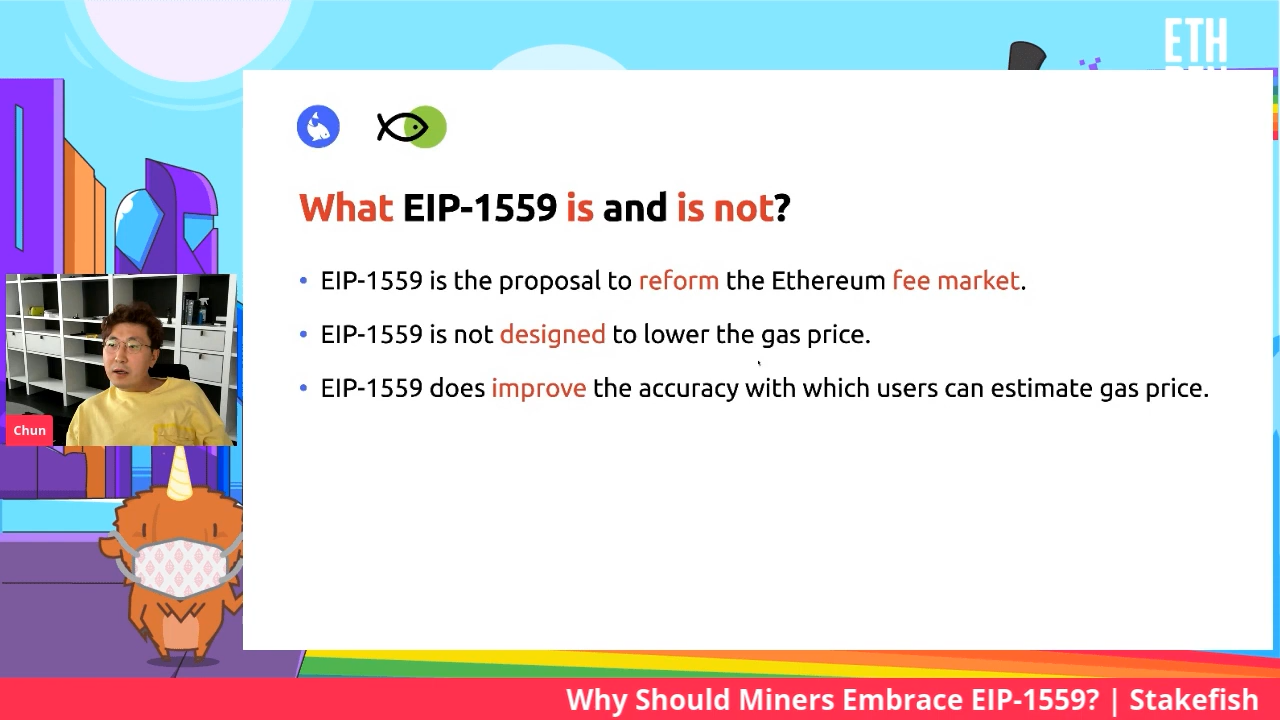 ETH
What EIP-1559 is and is not?
• EIP-1559 is the proposal to reform the Ethereum fee market.
• EIP-1559 is not designed to lower the gas price.
• EIP-1559 does improve the accuracy with which users can estimate gas price.
Chun
Why Should Miners Embrace EIP-1559? | Stakefish